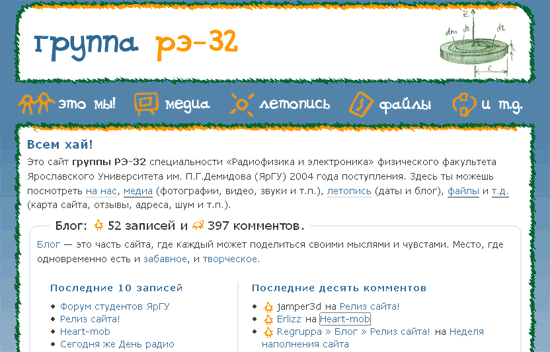 группа рэ-32
z
dm ds dt
это мы! медиа летопись файлы и т.д.
Всем хай!
Это сайт группы РЭ-32 специальности «Радиофизика и электроника» физического факультета
Ярославского Университета им. П.Г.Демидова (ЯрГУ) 2004 года поступления. Здесь ты можешь
посмотреть на нас, медиа (фотографии, видео, звуки и т.п.), летопись (даты и блог), файлы и т.д.
(карта сайта, отзывы, адреса, шум и т.п.).
Блог: 52 записей и 397 комментов.
Блог — это часть сайта, где каждый может поделиться своими мыслями и чувствами. Место, где
одновременно есть и забавное, и творческое.
Последние 10 записей
Форум студентов ЯрГУ
Релиз сайта!
Heart-mob
Сегодня же День радио
Последние десять комментов
jamper3d на Релиз сайта!
Erlizz на Heart-mob
Regruppa » Блог » Релиз сайта! на Неделя
наполнения сайта